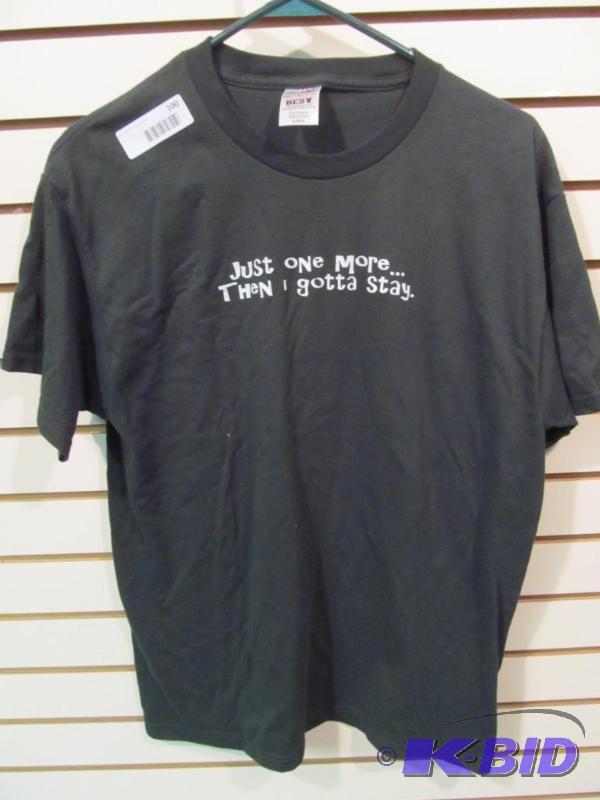 100
BEST
Just one More...
Then i gotta stay.
© K-BID